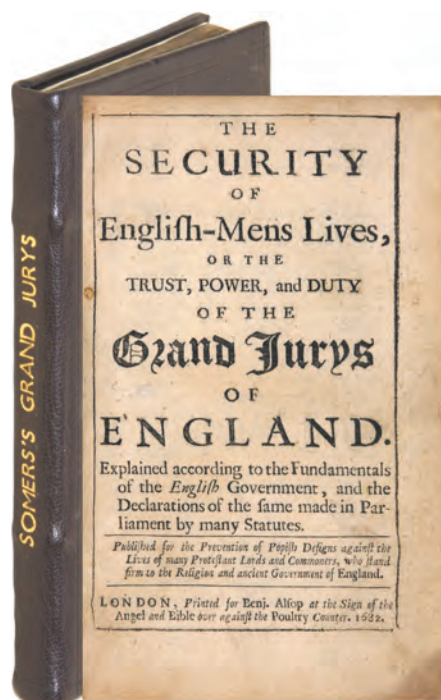 SOMERS'S GRAND JURYS
THE
SECURITY
OF
Engliſh-Mens Lives,
OR THE
TRUST, POWER, and DUTY
OF THE
Grand Jurys
OF
ENGLAND.
Explained according to the Fundamentals
of the Engliſh Government, and the
Declarations of the ſame made in Par-
liament by many Statutes.
Publiſhed for the Prevention of Popiſh Deſigns againſt the
Lives of many Proteſtant Lords and Commoners, who ſtand
firm to the Religion and ancient Government of England.
LONDON, Printed for Benj. Alſop at the Sign of the
Angel and Bible over againſt the Poultry Counter. 1682.